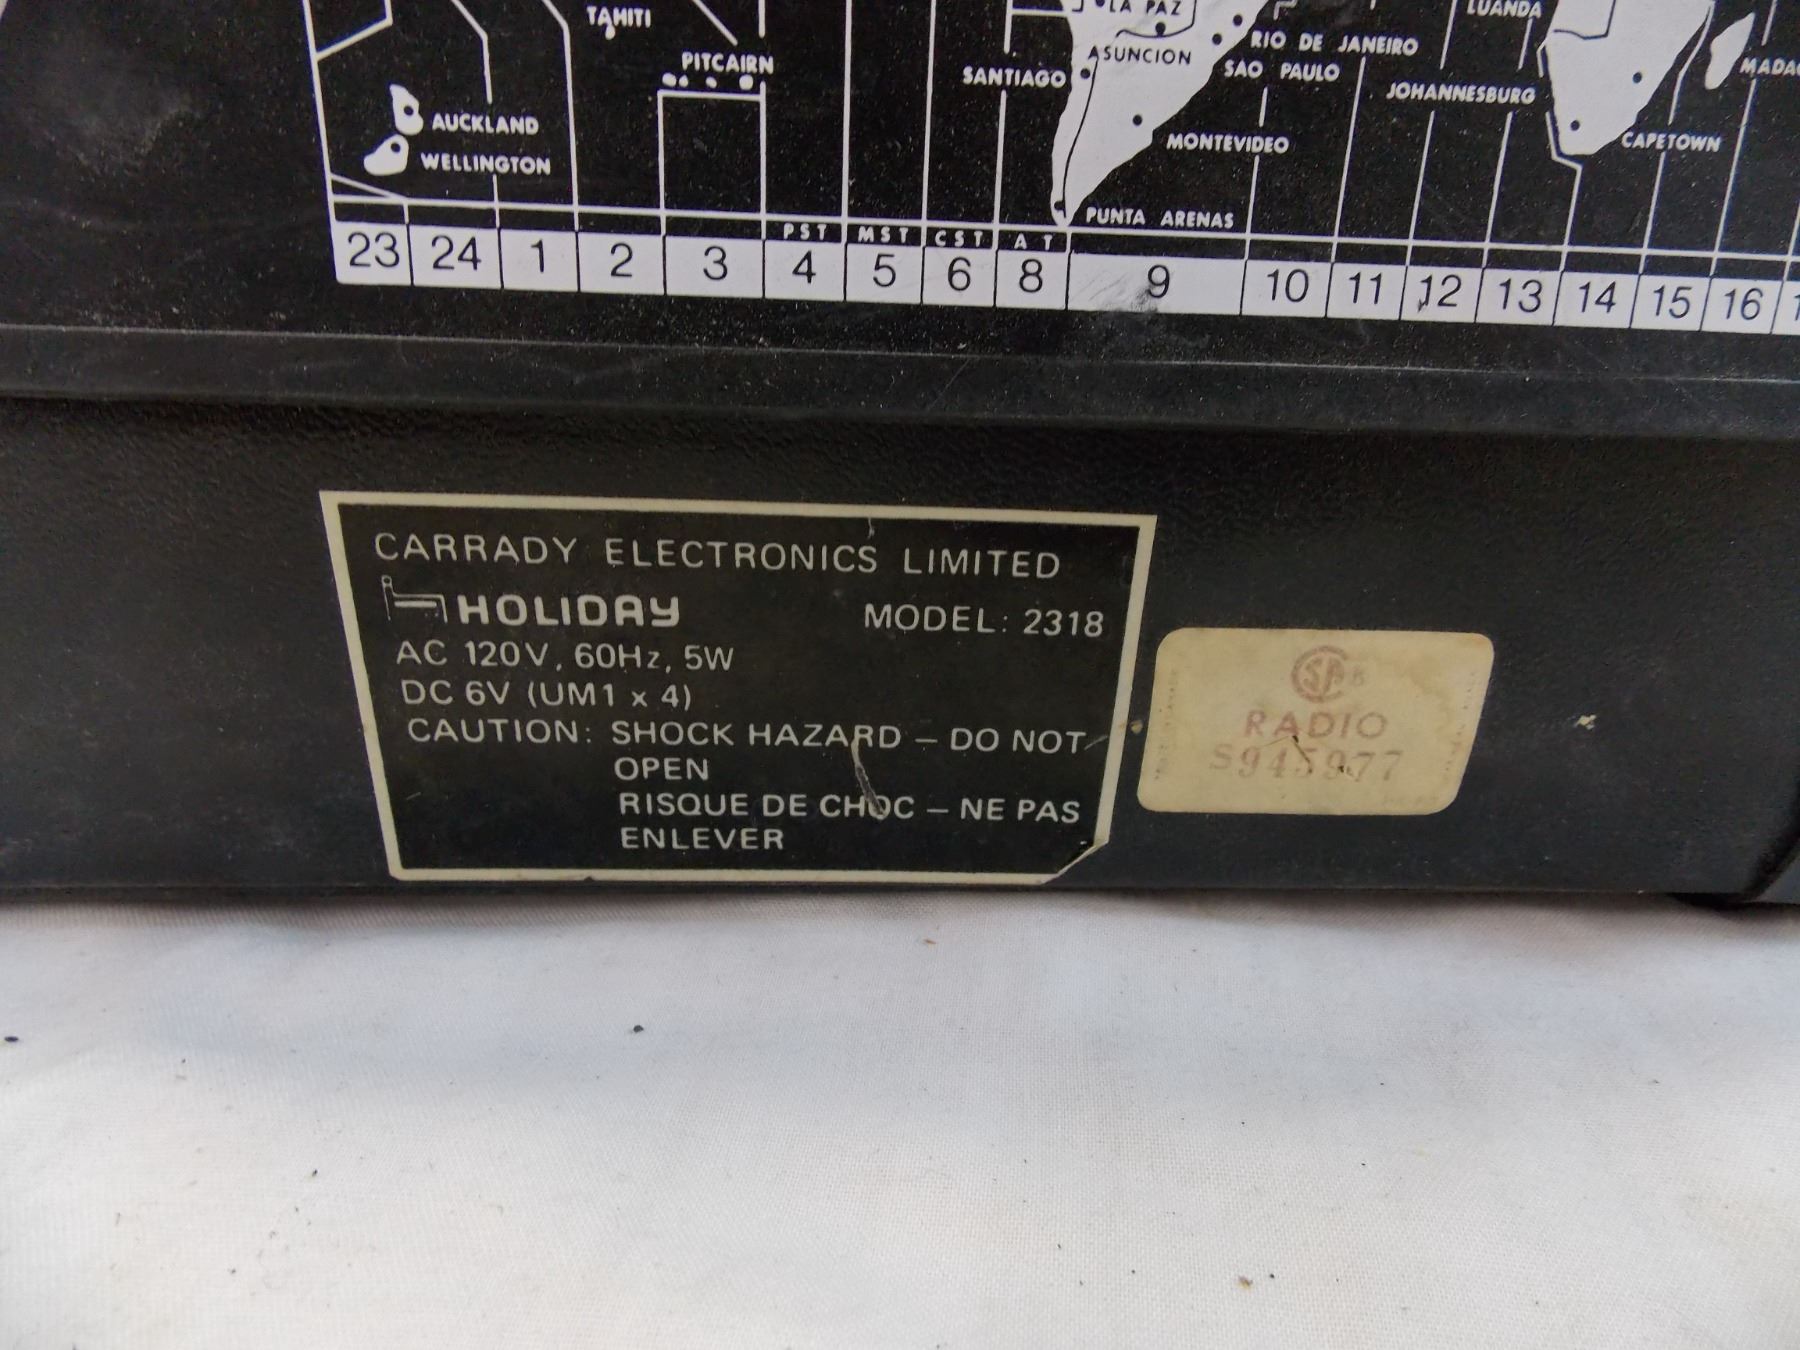 LA PAZ
LUANDA
TAHITI
ASUNCION
RIO DE JANEIRO
PITCAIRN
SANTIAGO
SAO PAULO
JOHANNESBURG
AUCKLAND
MONTEVIDEO
CAPETOWN
WELLINGTON
PUNTA ARENAS
PST MST CST AT
23 24 1 2 3 4 5 6 8 9 10 11 12 13 14 15 16
CARRADY ELECTRONICS LIMITED
HOLIDAY MODEL: 2318
AC 120V, 60Hz, 5W
DC 6V (UM1 x 4)
CAUTION: SHOCK HAZARD – DO NOT
OPEN
RISQUE DE CHOC – NE PAS
ENLEVER
RADIO
S945977